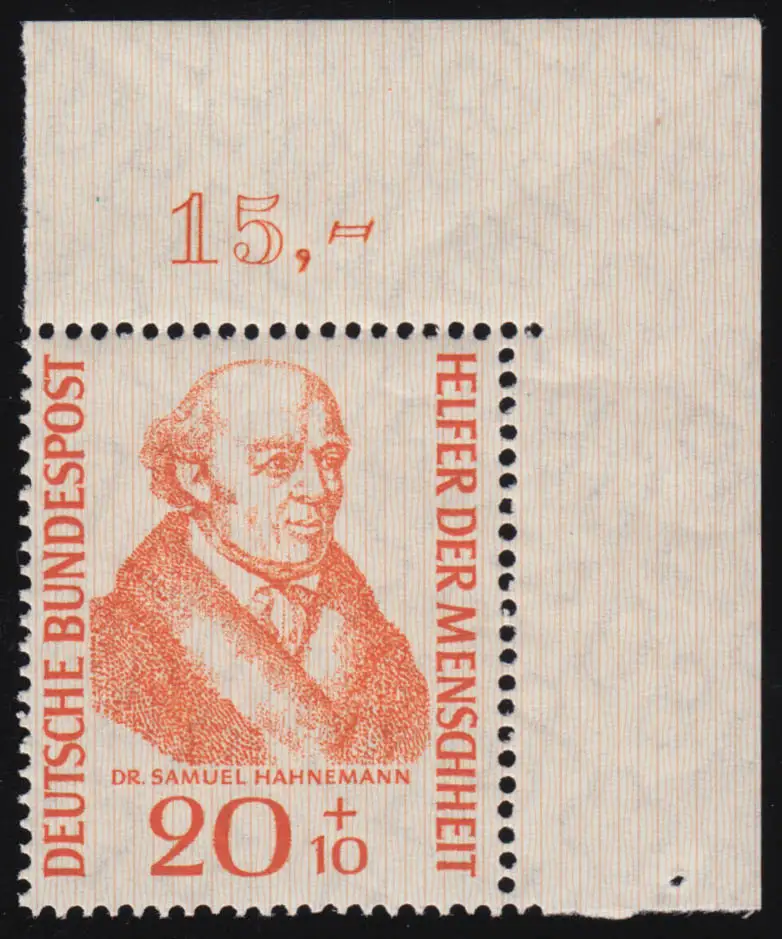 15,-
DEUTSCHE BUNDESPOST
HELFER DER MENSCHHEIT
DR. SAMUEL HAHNEMANN
20 + 10